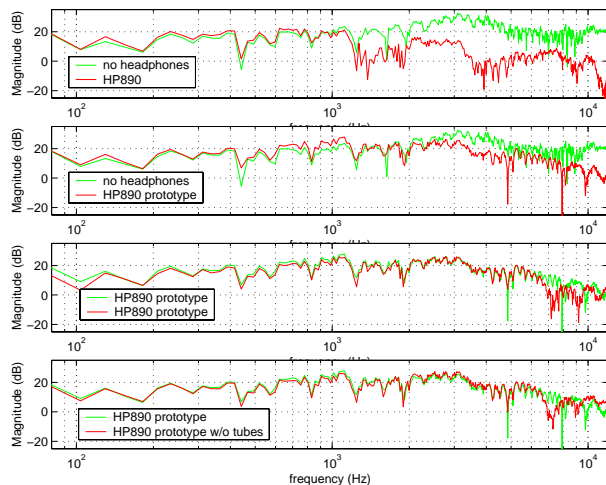 20
0
−20
Magnitude (dB)
no headphones
HP890
10^2
10^3
10^4
20
0
−20
Magnitude (dB)
no headphones
HP890 prototype
10^2
10^3
10^4
20
0
−20
Magnitude (dB)
HP890 prototype
HP890 prototype
10^2
10^3
10^4
20
0
−20
Magnitude (dB)
HP890 prototype
HP890 prototype w/o tubes
10^2
10^3
10^4
frequency (Hz)